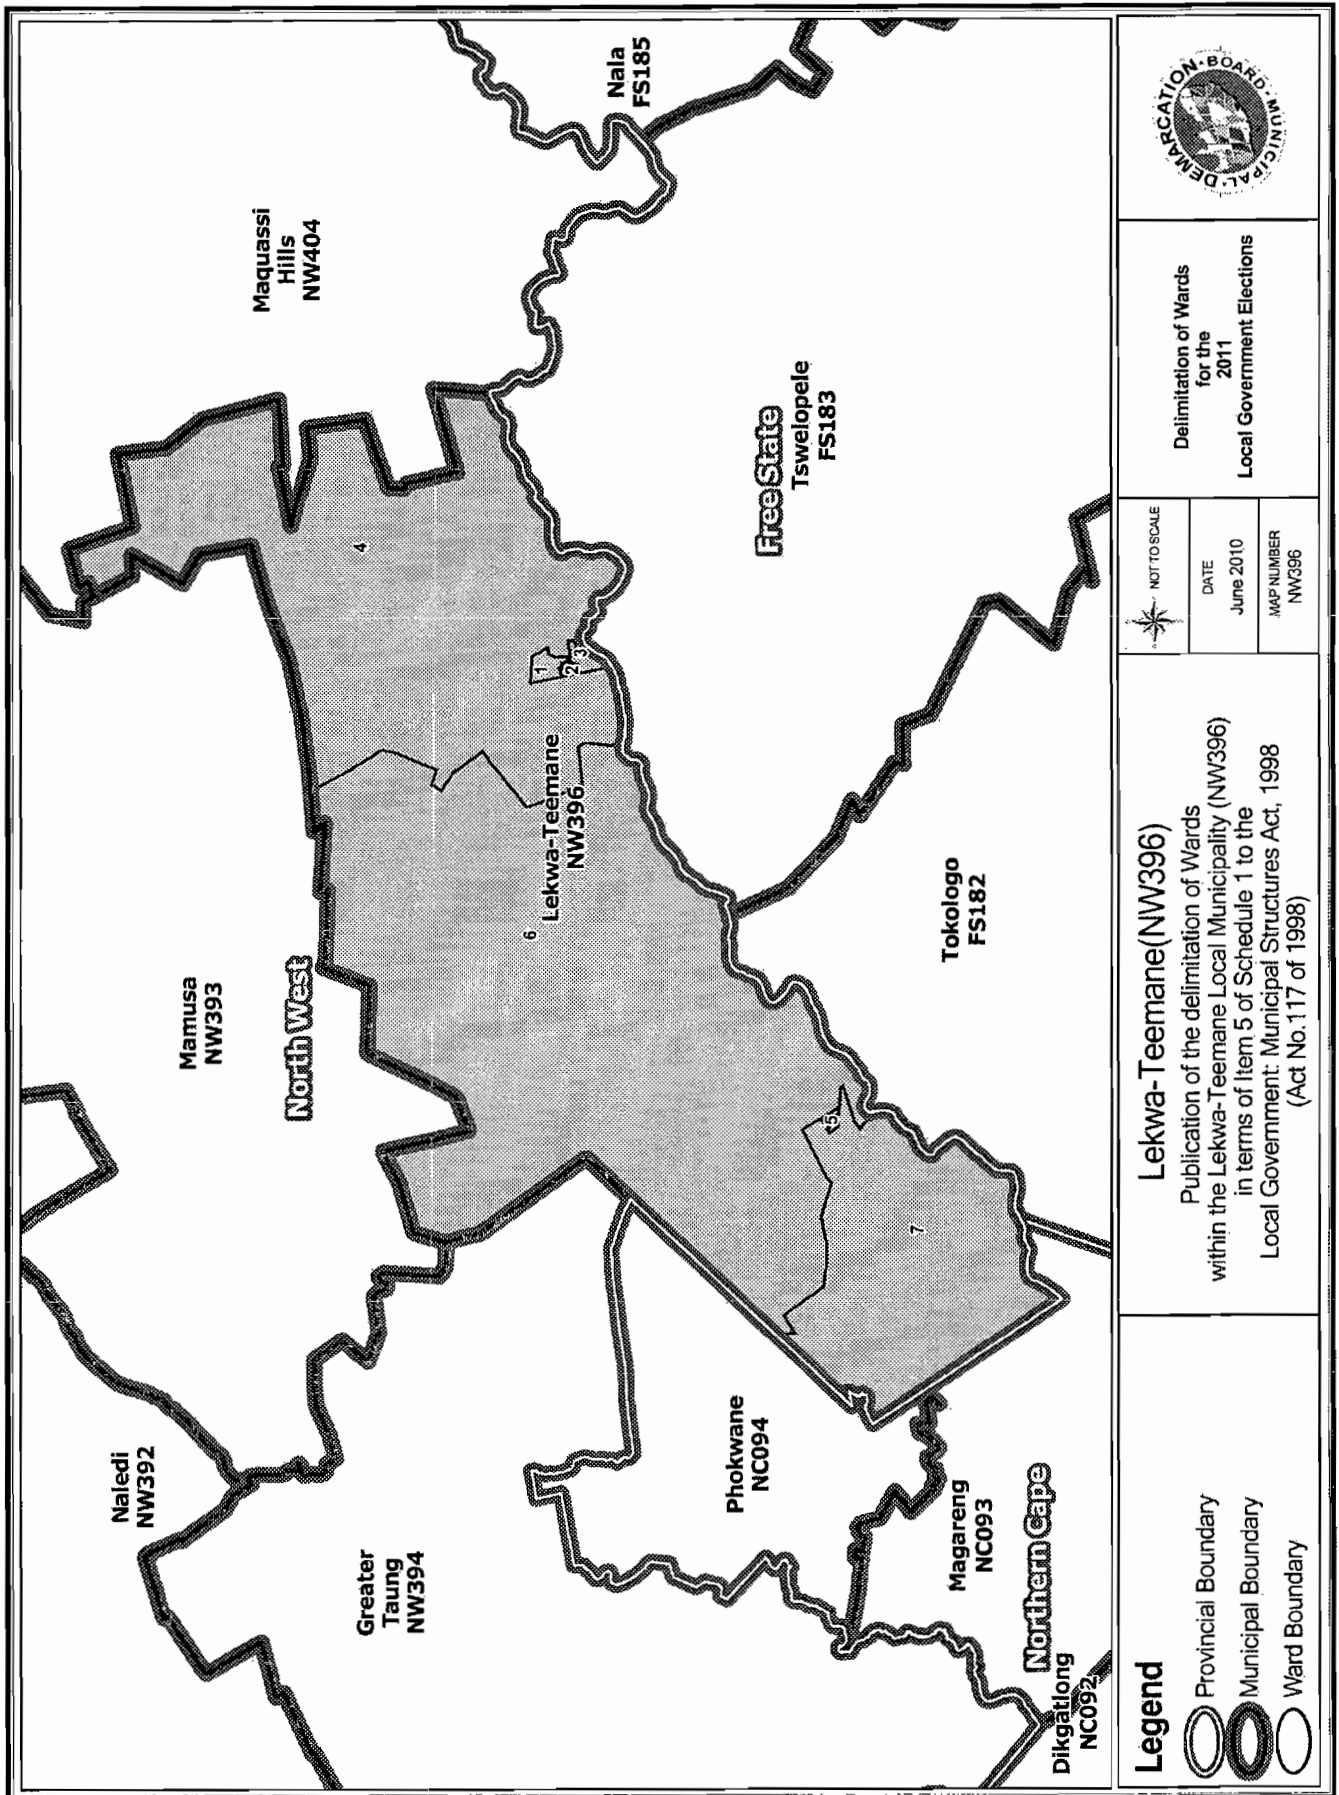 Naledi
NW392
Mamusa
NW393
North West
Maquassi
Hills
NW404
Nala
FS185
Greater
Taung
NW394
4
1
2
3
6
Lekwa-Teemane
NW396
Free State
Tswelopele
FS183
Phokwane
NC094
5
7
Tokologo
FS182
Magareng
NC093
Northern Cape
Dikgatlong
NC092
Legend
Provincial Boundary
Municipal Boundary
Ward Boundary
Lekwa-Teemane(NW396)
Publication of the delimitation of Wards
within the Lekwa-Teemane Local Municipality (NW396)
in terms of Item 5 of Schedule 1 to the
Local Government: Municipal Structures Act, 1998
(Act No.117 of 1998)
NOT TO SCALE
DATE
June 2010
MAP NUMBER
NW396
Delimitation of Wards
for the
2011
Local Government Elections
MUNICIPAL · DEMARCATION · BOARD ·